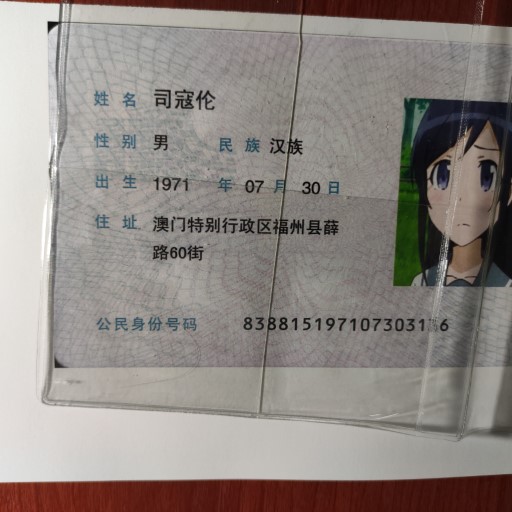 姓名 司寇伦
性别 男 民族 汉族
出生 1971 年 07 月 30 日
住址 澳门特别行政区福州县薛
路60街
公民身份号码